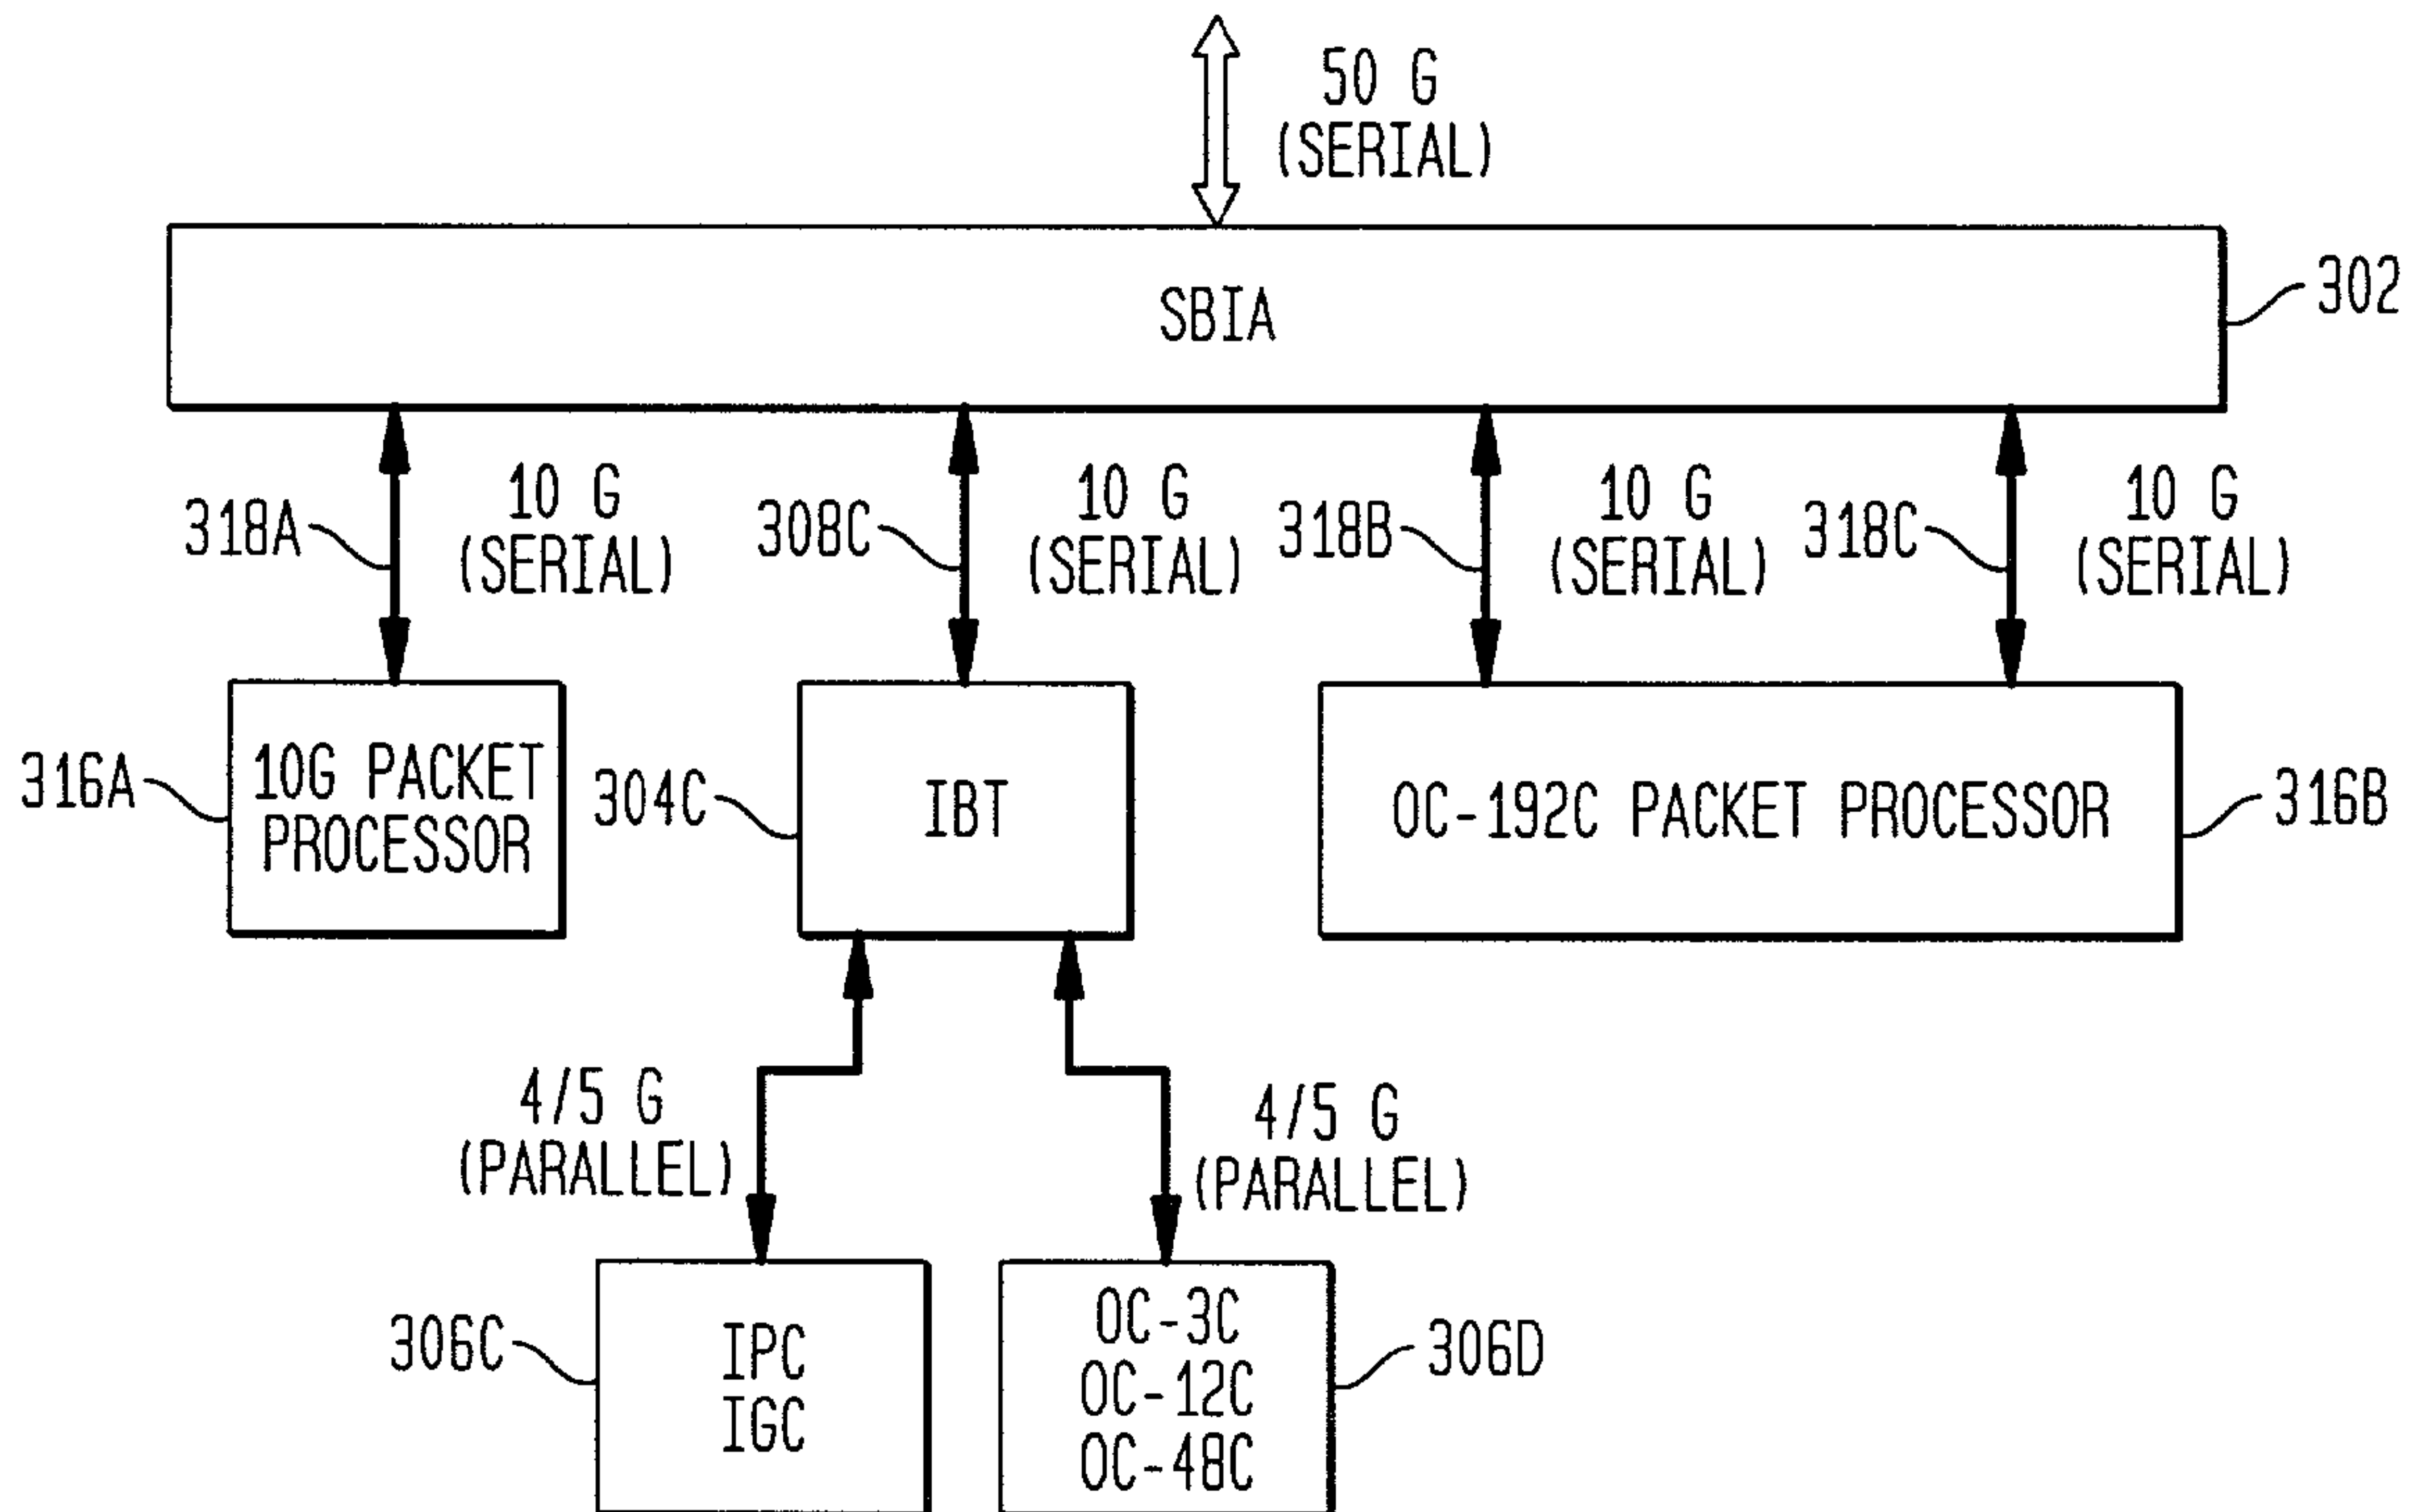 50 G
(SERIAL)
SBIA
302
318A
10 G
(SERIAL)
308C
10 G
(SERIAL)
318B
10 G
(SERIAL)
318C
10 G
(SERIAL)
316A
10G PACKET
PROCESSOR
304C
IBT
OC-192C PACKET PROCESSOR
316B
4/5 G
(PARALLEL)
4/5 G
(PARALLEL)
306C
IPC
IGC
OC-3C
OC-12C
OC-48C
306D